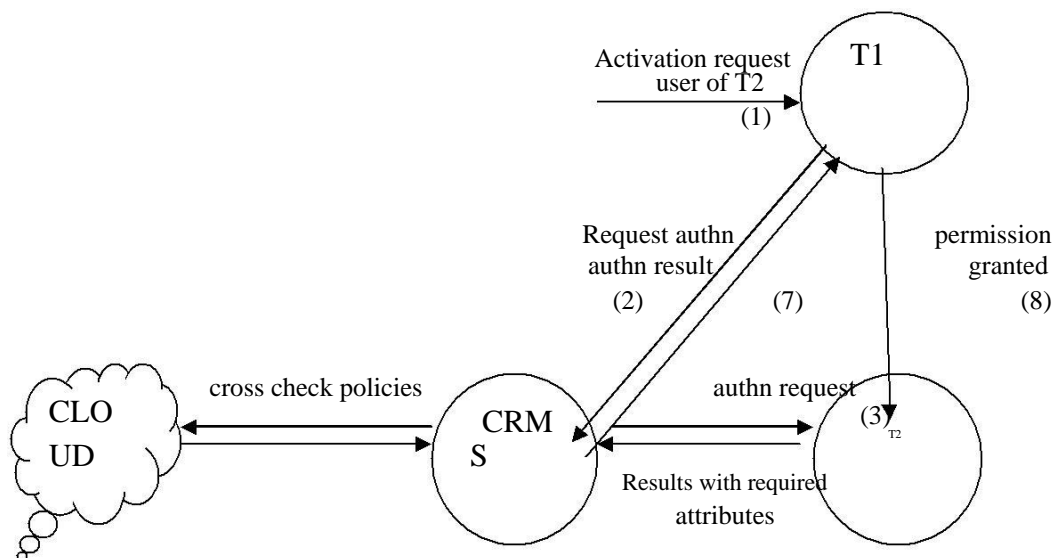 T1
Activation request
user of T2
(1)
Request authn
authn result
(2)
(7)
permission
granted
(8)
cross check policies
authn request
(3)
T2
CLO
UD
CRM
S
Results with required
attributes